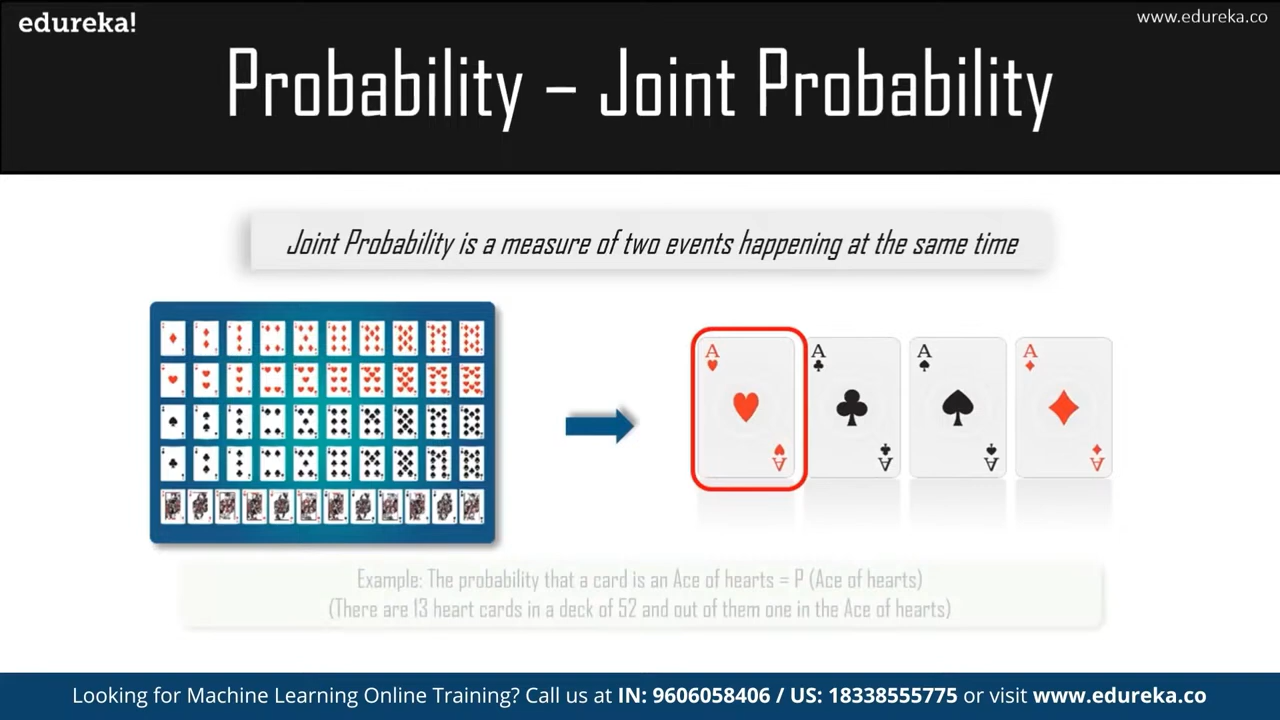 edureka!
www.edureka.co
Probability – Joint Probability
Joint Probability is a measure of two events happening at the same time
A A A A
A A A A
Example: The probability that a card is an Ace of hearts = P (Ace of hearts)
(There are 13 heart cards in a deck of 52 and out of them one in the Ace of hearts)
Looking for Machine Learning Online Training? Call us at IN: 9606058406 / US: 18338555775 or visit www.edureka.co